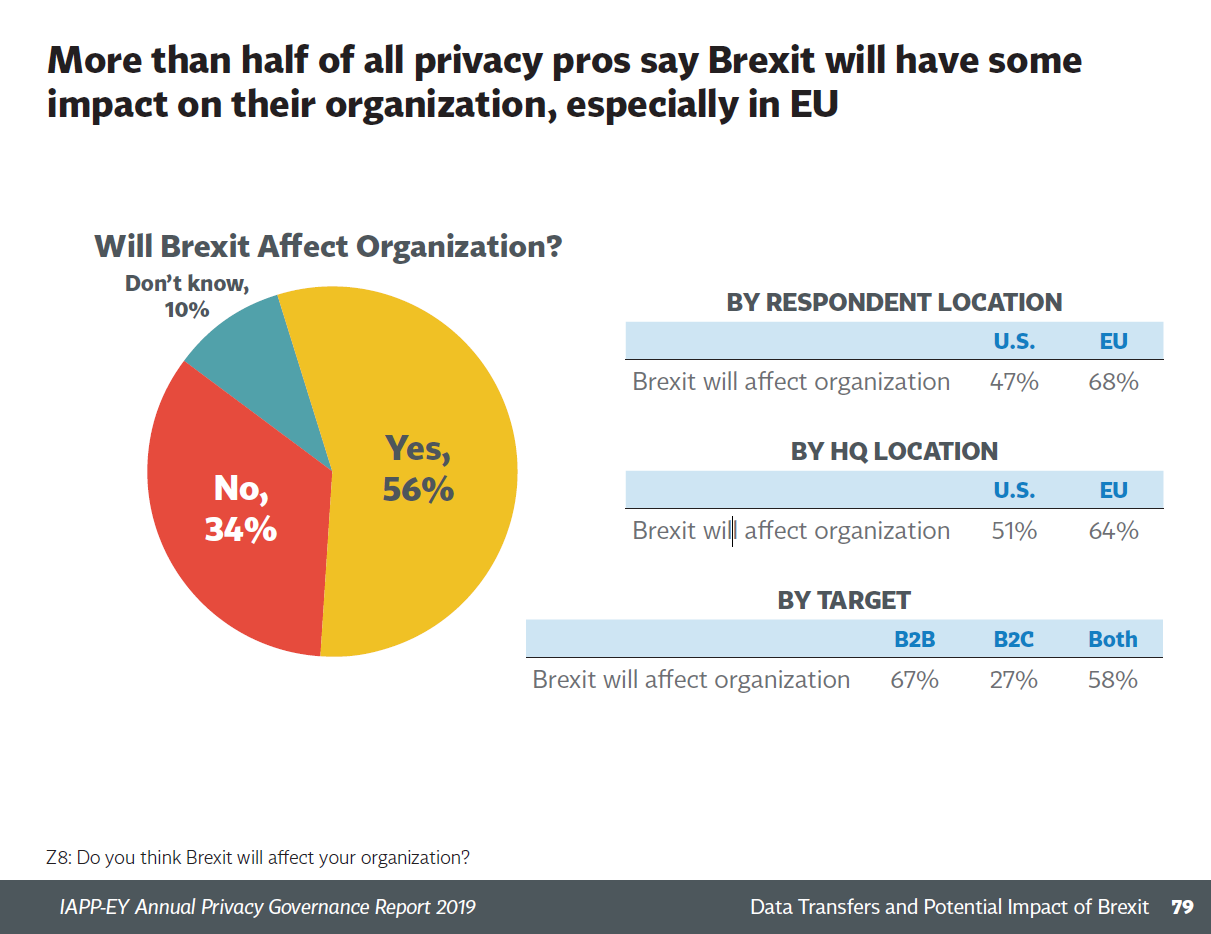 More than half of all privacy pros say Brexit will have some
impact on their organization, especially in EU
Will Brexit Affect Organization?
Don’t know,
10%
Yes,
56%
No,
34%
BY RESPONDENT LOCATION
U.S. EU
Brexit will affect organization 47% 68%
BY HQ LOCATION
U.S. EU
Brexit will affect organization 51% 64%
BY TARGET
B2B B2C Both
Brexit will affect organization 67% 27% 58%
Z8: Do you think Brexit will affect your organization?
IAPP-EY Annual Privacy Governance Report 2019
Data Transfers and Potential Impact of Brexit 79